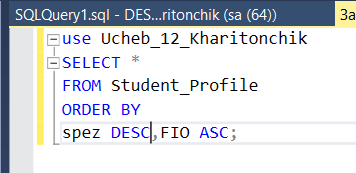 SQLQuery1.sql - DES...ritonchik (sa (64))
use Ucheb_12_Kharitonchik
SELECT *
FROM Student_Profile
ORDER BY
spez DESC,FIO ASC;